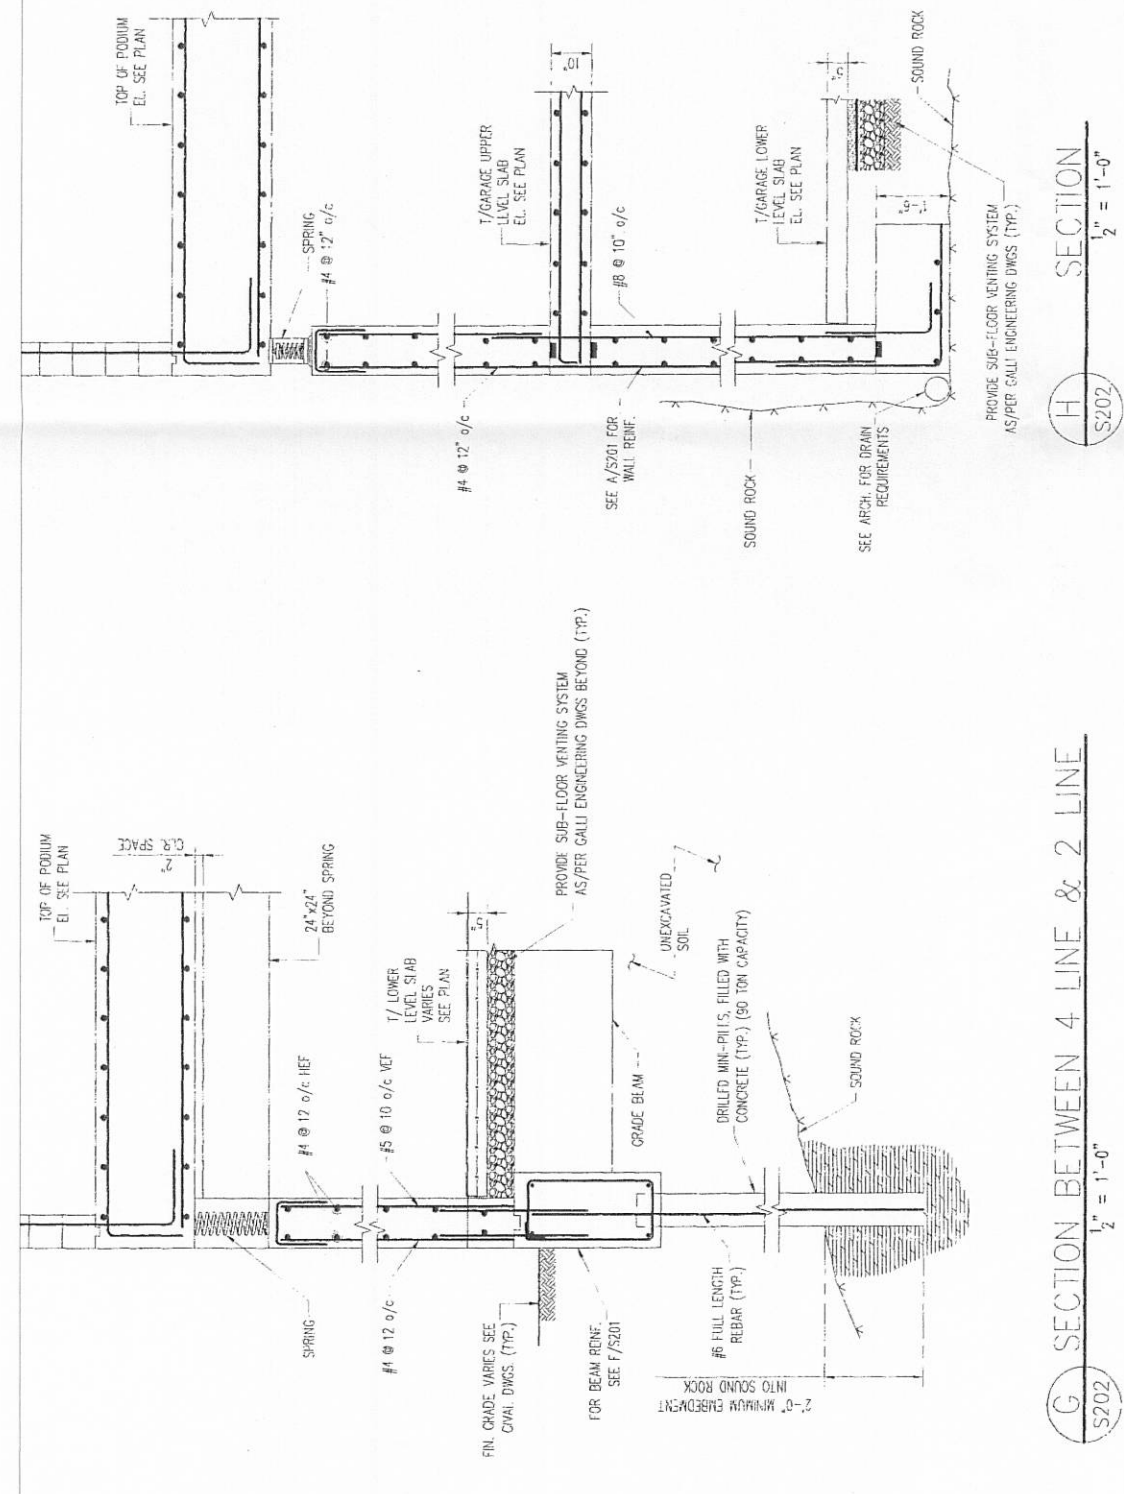 TOP OF PODIUM
EL. SEE PLAN
2"
CLR. SPACE
24"x24"
BEYOND SPRING
SPRING
#4 @ 12 o/c HEF
#5 @ 10 o/c VEF
#4 @ 12 o/c
T/ LOWER
LEVEL SLAB
VARIES
SEE PLAN
5"
PROVIDE SUB-FLOOR VENTING SYSTEM
AS/PER GALLI ENGINEERING DWGS BEYOND (TYP.)
FIN. GRADE VARIES SEE
CIVAL DWGS. (TYP.)
FOR BEAM REINF.
SEE F/S201
GRADE BEAM
UNEXCAVATED
SOIL
#6 FULL LENGTH
REBAR (TYP.)
DRILLED MINI-PILES, FILLED WITH
CONCRETE (TYP.) (90 TON CAPACITY)
SOUND ROCK
2'-0" MINIMUM EMBEDMENT
INTO SOUND ROCK
G
S202
SECTION BETWEEN 4 LINE & 2 LINE
1/2" = 1'-0"
TOP OF PODIUM
EL. SEE PLAN
SPRING
#4 @ 12" o/c
#4 @ 12" o/c
T/GARAGE UPPER
LEVEL SLAB
EL. SEE PLAN
10"
#8 @ 10" o/c
SEE A/S201 FOR
WALL REINF.
SOUND ROCK
T/GARAGE LOWER
LEVEL SLAB
EL. SEE PLAN
5"
SOUND ROCK
SEE ARCH. FOR DRAIN
REQUIREMENTS
PROVIDE SUB-FLOOR VENTING SYSTEM
AS/PER GALLI ENGINEERING DWGS (TYP.)
H
S202
SECTION
1/2" = 1'-0"